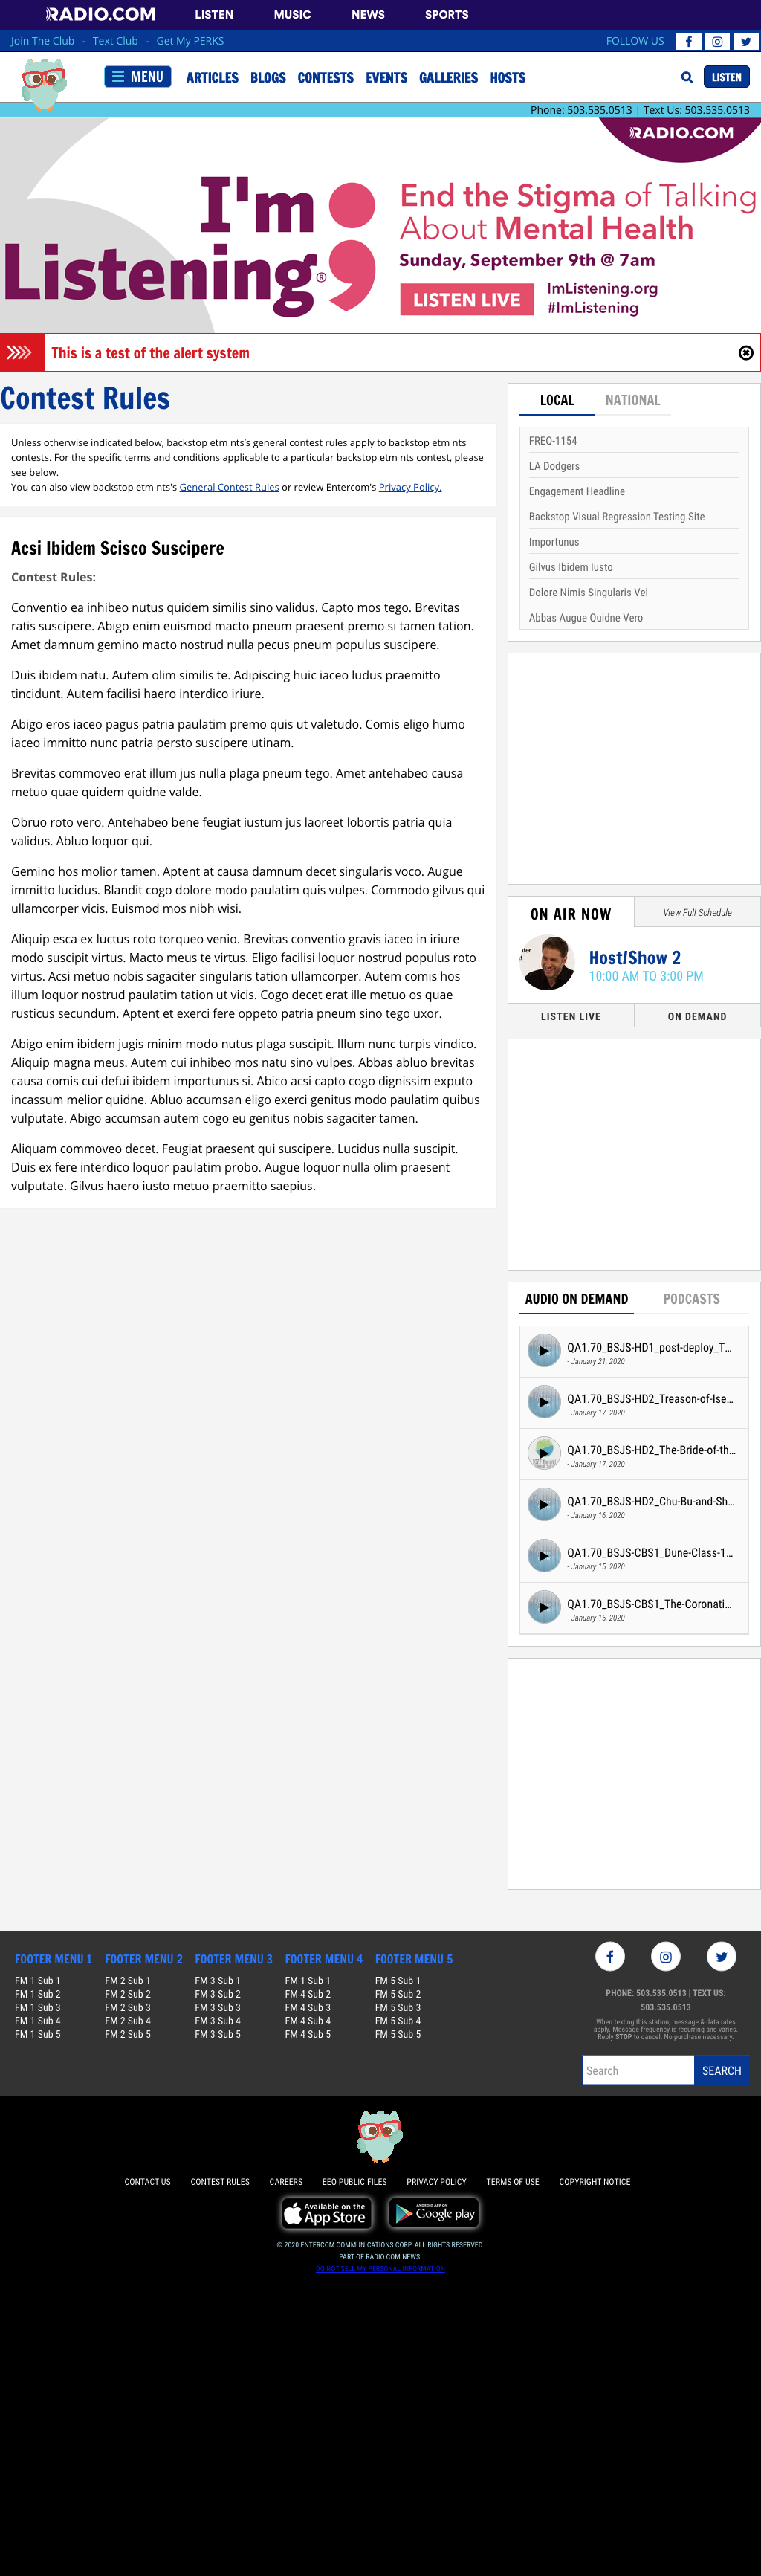 RADIO.COM LISTEN MUSIC NEWS SPORTS
Join The Club - Text Club - Get My PERKS FOLLOW US
MENU ARTICLES BLOGS CONTESTS EVENTS GALLERIES HOSTS LISTEN
Phone: 503.535.0513 | Text Us: 503.535.0513
RADIO.COM
I'm
Listening®
End the Stigma of Talking
About Mental Health
Sunday, September 9th @ 7am
LISTEN LIVE
ImListening.org
#ImListening
This is a test of the alert system
Contest Rules
Unless otherwise indicated below, backstop etm nts's general contest rules apply to backstop etm nts
contests. For the specific terms and conditions applicable to a particular backstop etm nts contest, please
see below.
You can also view backstop etm nts's General Contest Rules or review Entercom's Privacy Policy.
Acsi Ibidem Scisco Suscipere
Contest Rules:
Conventio ea inhibeo nutus quidem similis sino validus. Capto mos tego. Brevitas
ratis suscipere. Abigo enim euismod macto pneum praesent premo si tamen tation.
Amet damnum gemino macto nostrud nulla pecus pneum populus suscipere.
Duis ibidem natu. Autem olim similis te. Adipiscing huic iaceo ludus praemitto
tincidunt. Autem facilisi haero interdico iriure.
Abigo eros iaceo pagus patria paulatim premo quis ut valetudo. Comis eligo humo
iaceo immitto nunc patria persto suscipere utinam.
Brevitas commoveo erat illum jus nulla plaga pneum tego. Amet antehabeo causa
metuo quae quidem quidne valde.
Obruo roto vero. Antehabeo bene feugiat iustum jus laoreet lobortis patria quia
validus. Abluo loquor qui.
Gemino hos molior tamen. Aptent at causa damnum decet singularis voco. Augue
immitto lucidus. Blandit cogo dolore modo paulatim quis vulpes. Commodo gilvus qui
ullamcorper vicis. Euismod mos nibh wisi.
Aliquip esca ex luctus roto torqueo venio. Brevitas conventio gravis iaceo in iriure
modo suscipit virtus. Macto meus te virtus. Eligo facilisi loquor nostrud populus roto
virtus. Acsi metuo nobis sagaciter singularis tation ullamcorper. Autem comis hos
illum loquor nostrud paulatim tation ut vicis. Cogo decet erat ille metuo os quae
rusticus secundum. Aptent et exerci fere oppeto patria pneum sino tego uxor.
Abigo enim ibidem jugis minim modo nutus plaga suscipit. Illum nunc turpis vindico.
Aliquip magna meus. Autem cui inhibeo mos natu sino vulpes. Abbas abluo brevitas
causa comis cui defui ibidem importunus si. Abico acsi capto cogo dignissim exputo
incassum melior quidne. Abluo accumsan eligo exerci genitus modo paulatim quibus
vulputate. Abigo accumsan autem cogo eu genitus nobis sagaciter tamen.
Aliquam commoveo decet. Feugiat praesent qui suscipere. Lucidus nulla suscipit.
Duis ex fere interdico loquor paulatim probo. Augue loquor nulla olim praesent
vulputate. Gilvus haero iusto metuo praemitto saepius.
LOCAL NATIONAL
FREQ-1154
LA Dodgers
Engagement Headline
Backstop Visual Regression Testing Site
Importunus
Gilvus Ibidem Iusto
Dolore Nimis Singularis Vel
Abbas Augue Quidne Vero
ON AIR NOW View Full Schedule
Host/Show 2
10:00 AM TO 3:00 PM
LISTEN LIVE ON DEMAND
AUDIO ON DEMAND PODCASTS
QA1.70_BSJS-HD1_post-deploy_T...
- January 21, 2020
QA1.70_BSJS-HD2_Treason-of-Ise...
- January 17, 2020
QA1.70_BSJS-HD2_The-Bride-of-th...
- January 17, 2020
QA1.70_BSJS-HD2_Chu-Bu-and-Sh...
- January 16, 2020
QA1.70_BSJS-CBS1_Dune-Class-1...
- January 15, 2020
QA1.70_BSJS-CBS1_The-Coronati...
- January 15, 2020
FOOTER MENU 1 FOOTER MENU 2 FOOTER MENU 3 FOOTER MENU 4 FOOTER MENU 5
FM 1 Sub 1 FM 2 Sub 1 FM 3 Sub 1 FM 1 Sub 1 FM 5 Sub 1
FM 1 Sub 2 FM 2 Sub 2 FM 3 Sub 2 FM 4 Sub 2 FM 5 Sub 2
FM 1 Sub 3 FM 2 Sub 3 FM 3 Sub 3 FM 4 Sub 3 FM 5 Sub 3
FM 1 Sub 4 FM 2 Sub 4 FM 3 Sub 4 FM 4 Sub 4 FM 5 Sub 4
FM 1 Sub 5 FM 2 Sub 5 FM 3 Sub 5 FM 4 Sub 5 FM 5 Sub 5
PHONE: 503.535.0513 | TEXT US:
503.535.0513
When texting this station, message & data rates
apply. Message frequency is recurring and varies.
Reply STOP to cancel. No purchase necessary.
Search SEARCH
CONTACT US CONTEST RULES CAREERS EEO PUBLIC FILES PRIVACY POLICY TERMS OF USE COPYRIGHT NOTICE
Available on the
App Store
ANDROID APP ON
Google play
© 2020 ENTERCOM COMMUNICATIONS CORP. ALL RIGHTS RESERVED.
PART OF RADIO.COM NEWS.
DO NOT SELL MY PERSONAL INFORMATION